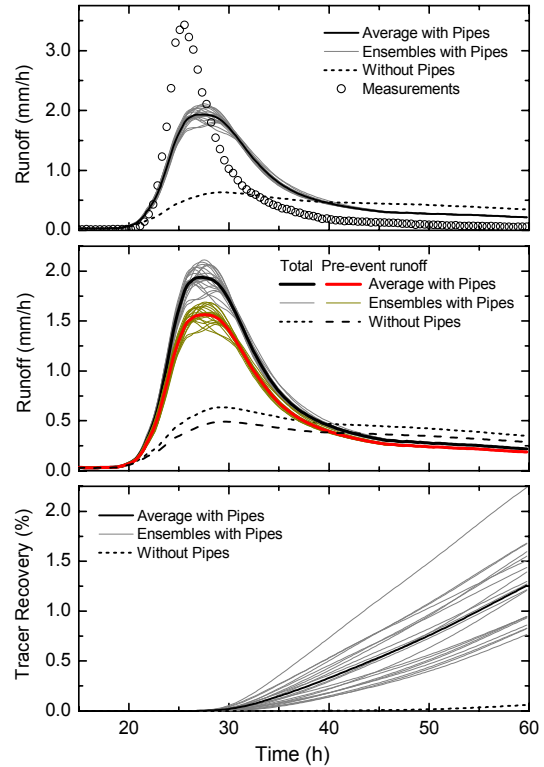 Runoff (mm/h)
3.0
2.0
1.0
0.0
Average with Pipes
Ensembles with Pipes
Without Pipes
Measurements
Runoff (mm/h)
2.0
1.5
1.0
0.5
0.0
Total Pre-event runoff
Average with Pipes
Ensembles with Pipes
Without Pipes
Tracer Recovery (%)
2.0
1.5
1.0
0.5
0.0
Average with Pipes
Ensembles with Pipes
Without Pipes
20 30 40 50 60
Time (h)